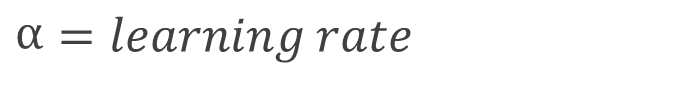 α = learning rate